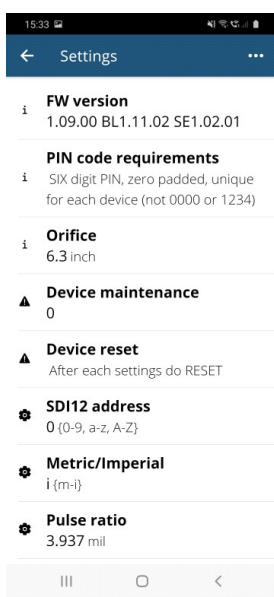 15:33
Settings
FW version
1.09.00 BL1.11.02 SE1.02.01
PIN code requirements
SIX digit PIN, zero padded, unique
for each device (not 0000 or 1234)
Orifice
6.3 inch
Device maintenance
0
Device reset
After each settings do RESET
SDI12 address
0 {0-9, a-z, A-Z}
Metric/Imperial
i {m-i}
Pulse ratio
3.937 mil